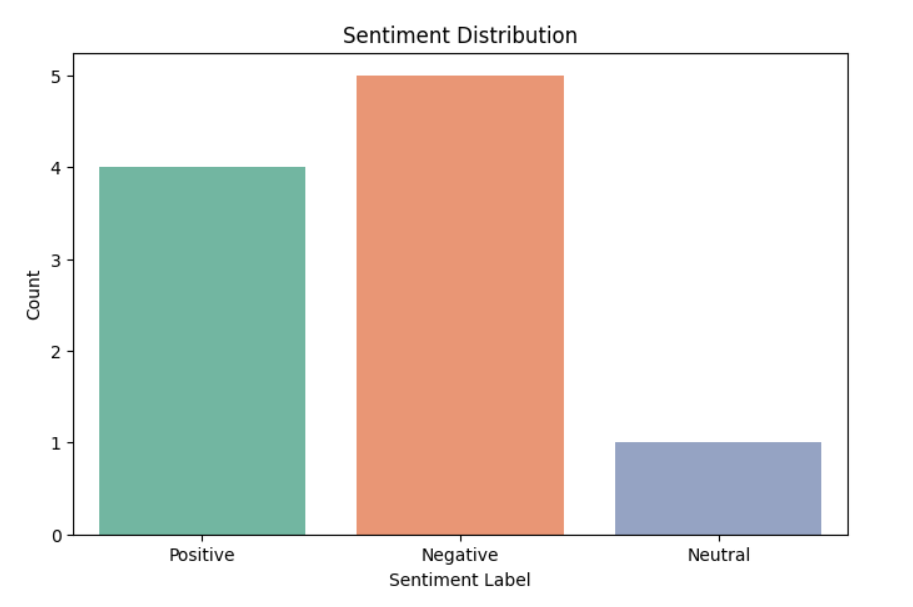 Sentiment Distribution
5
4
3
2
1
0
Count
Positive Negative Neutral
Sentiment Label